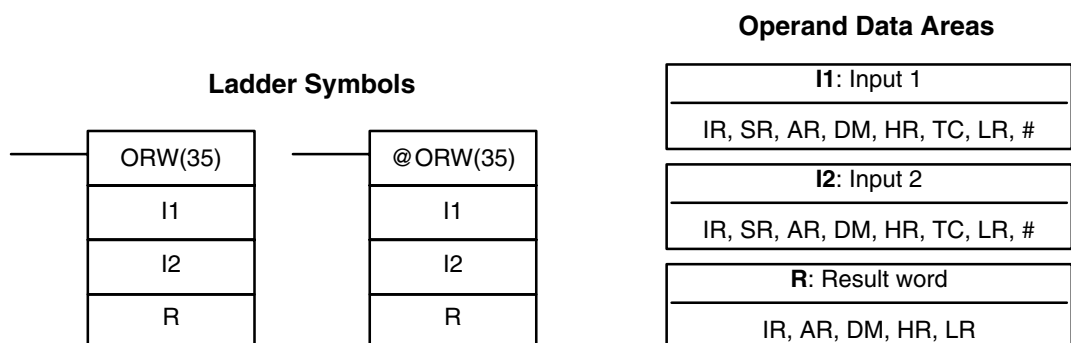 Ladder Symbols
ORW(35)
I1
I2
R
@ORW(35)
I1
I2
R
Operand Data Areas
I1: Input 1
IR, SR, AR, DM, HR, TC, LR, #
I2: Input 2
IR, SR, AR, DM, HR, TC, LR, #
R: Result word
IR, AR, DM, HR, LR